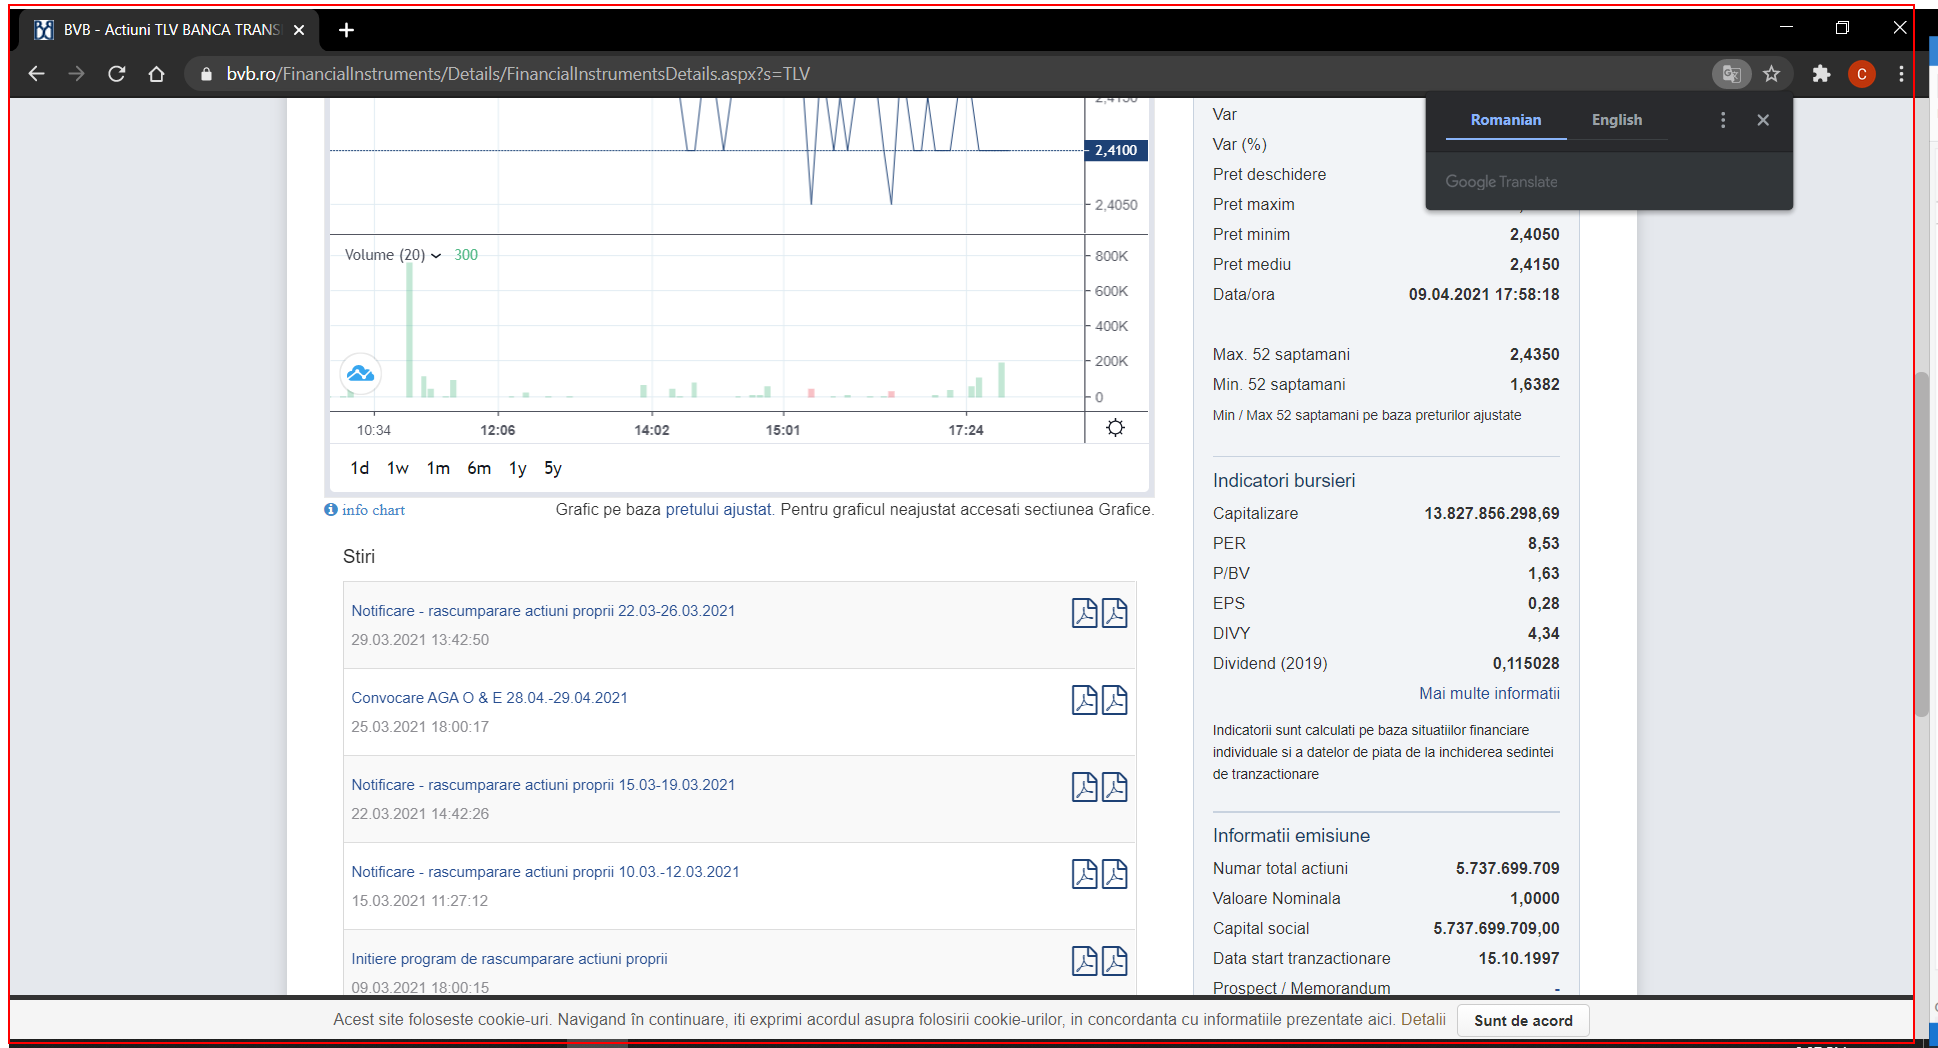 BVB - Actiuni TLV BANCA TRANS
bvb.ro/FinancialInstruments/Details/FinancialInstrumentsDetails.aspx?s=TLV
C
Romanian English
Google Translate
2,4150
2,4100
2,4050
Volume (20) 300
800K
600K
400K
200K
0
10:34 12:06 14:02 15:01 17:24
1d 1w 1m 6m 1y 5y
info chart
Grafic pe baza pretului ajustat. Pentru graficul neajustat accesati sectiunea Grafice.
Stiri
Notificare - rascumparare actiuni proprii 22.03-26.03.2021
29.03.2021 13:42:50
Convocare AGA O & E 28.04.-29.04.2021
25.03.2021 18:00:17
Notificare - rascumparare actiuni proprii 15.03-19.03.2021
22.03.2021 14:42:26
Notificare - rascumparare actiuni proprii 10.03.-12.03.2021
15.03.2021 11:27:12
Initiere program de rascumparare actiuni proprii
09.03.2021 18:00:15
Var
Var (%)
Pret deschidere
Pret maxim
Pret minim 2,4050
Pret mediu 2,4150
Data/ora 09.04.2021 17:58:18
Max. 52 saptamani 2,4350
Min. 52 saptamani 1,6382
Min / Max 52 saptamani pe baza preturilor ajustate
Indicatori bursieri
Capitalizare 13.827.856.298,69
PER 8,53
P/BV 1,63
EPS 0,28
DIVY 4,34
Dividend (2019) 0,115028
Mai multe informatii
Indicatorii sunt calculati pe baza situatiilor financiare
individuale si a datelor de piata de la inchiderea sedintei
de tranzactionare
Informatii emisiune
Numar total actiuni 5.737.699.709
Valoare Nominala 1,0000
Capital social 5.737.699.709,00
Data start tranzactionare 15.10.1997
Prospect / Memorandum -
Acest site foloseste cookie-uri. Navigand în continuare, iti exprimi acordul asupra folosirii cookie-urilor, in concordanta cu informatiile prezentate aici. Detalii
Sunt de acord